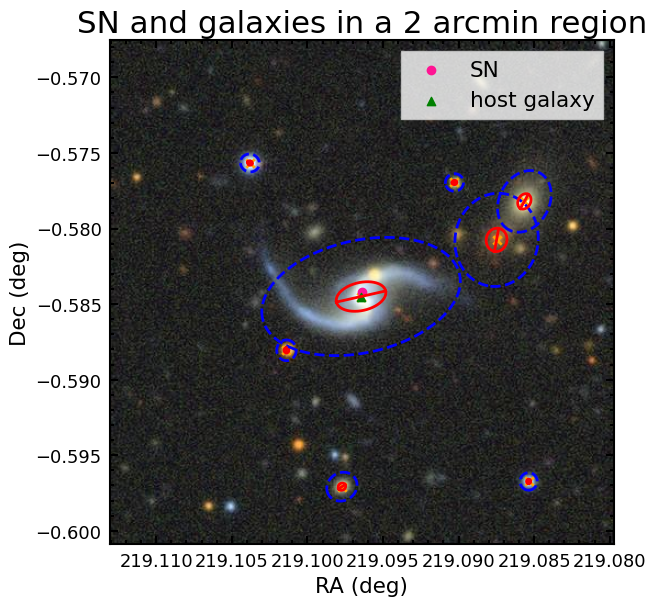 SN and galaxies in a 2 arcmin region
SN
host galaxy
−0.570
−0.575
−0.580
−0.585
−0.590
−0.595
−0.600
Dec (deg)
219.110 219.105 219.100 219.095 219.090 219.085 219.080
RA (deg)